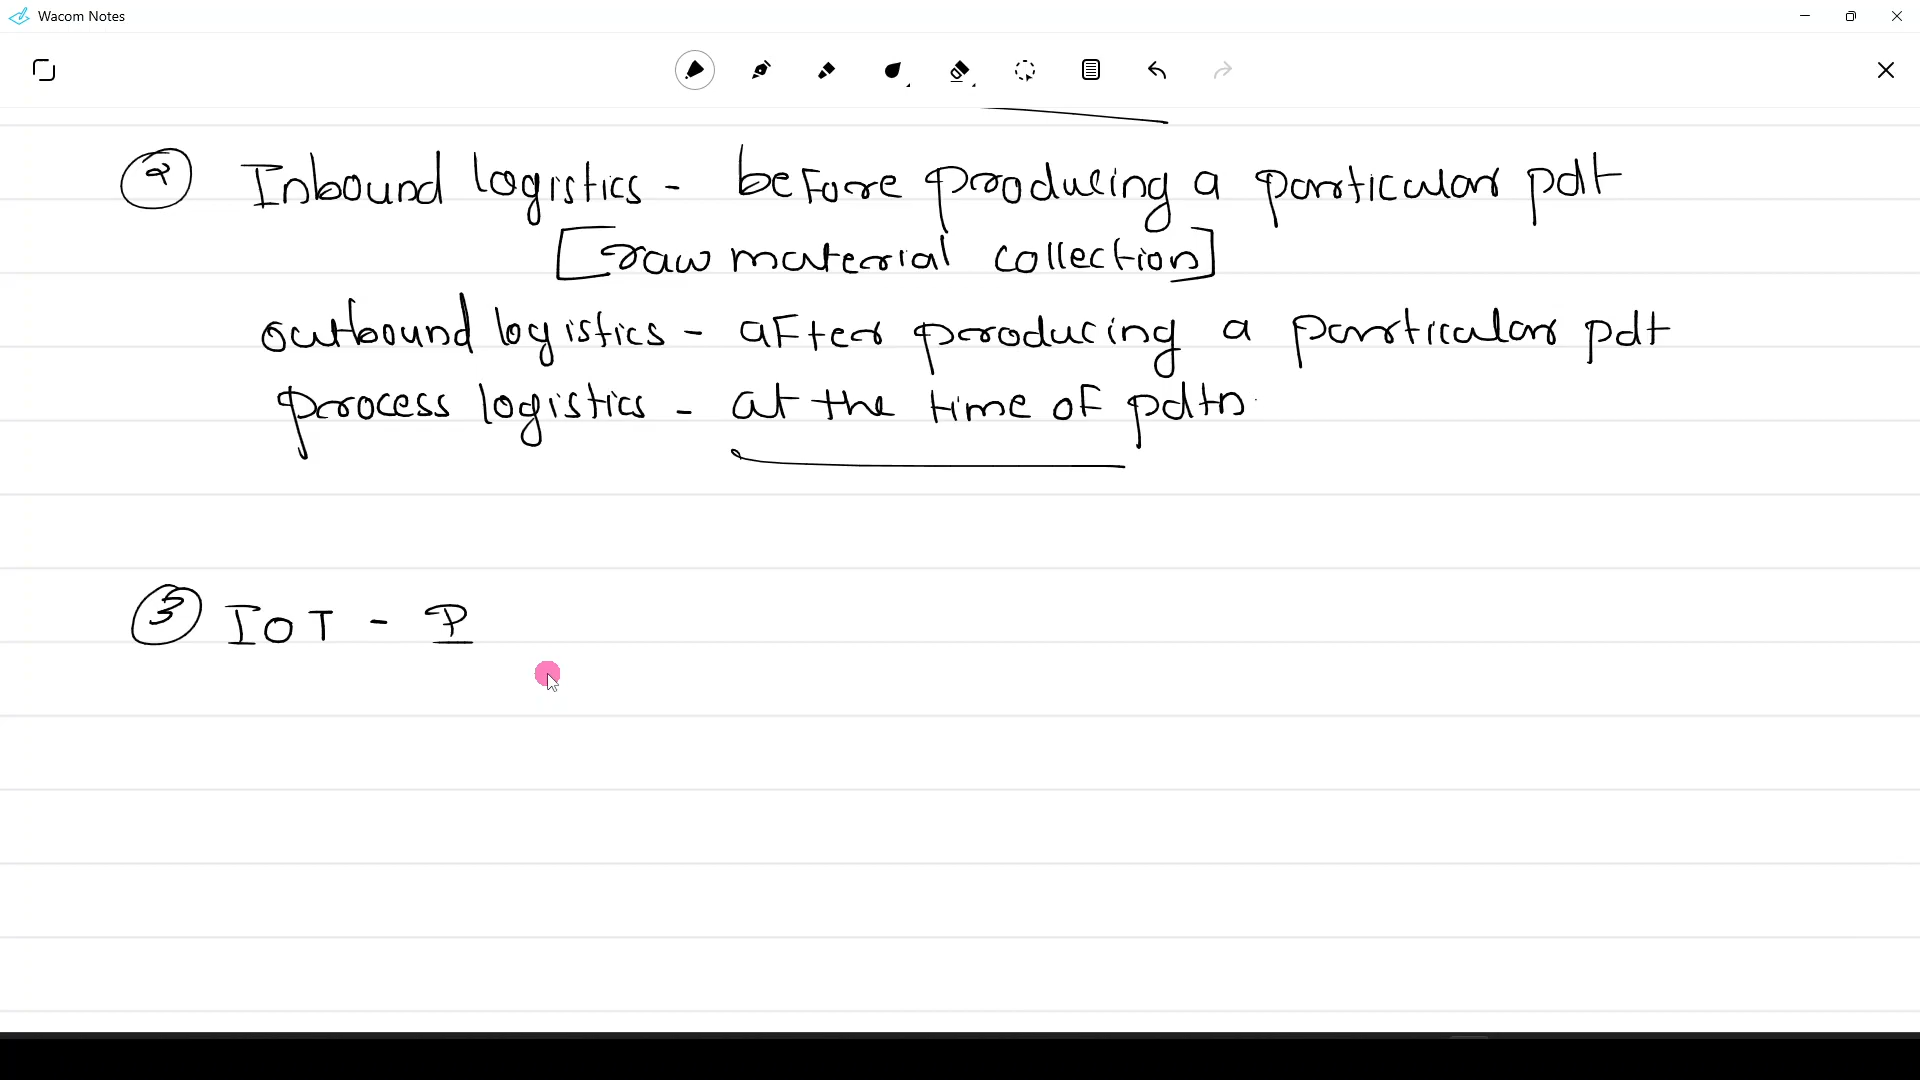 Wacom Notes
② Inbound logistics - before producing a particular pdt
[raw material collection]
outbound logistics - after producing a particular pdt
process logistics - at the time of pdtn.
③ IOT - P